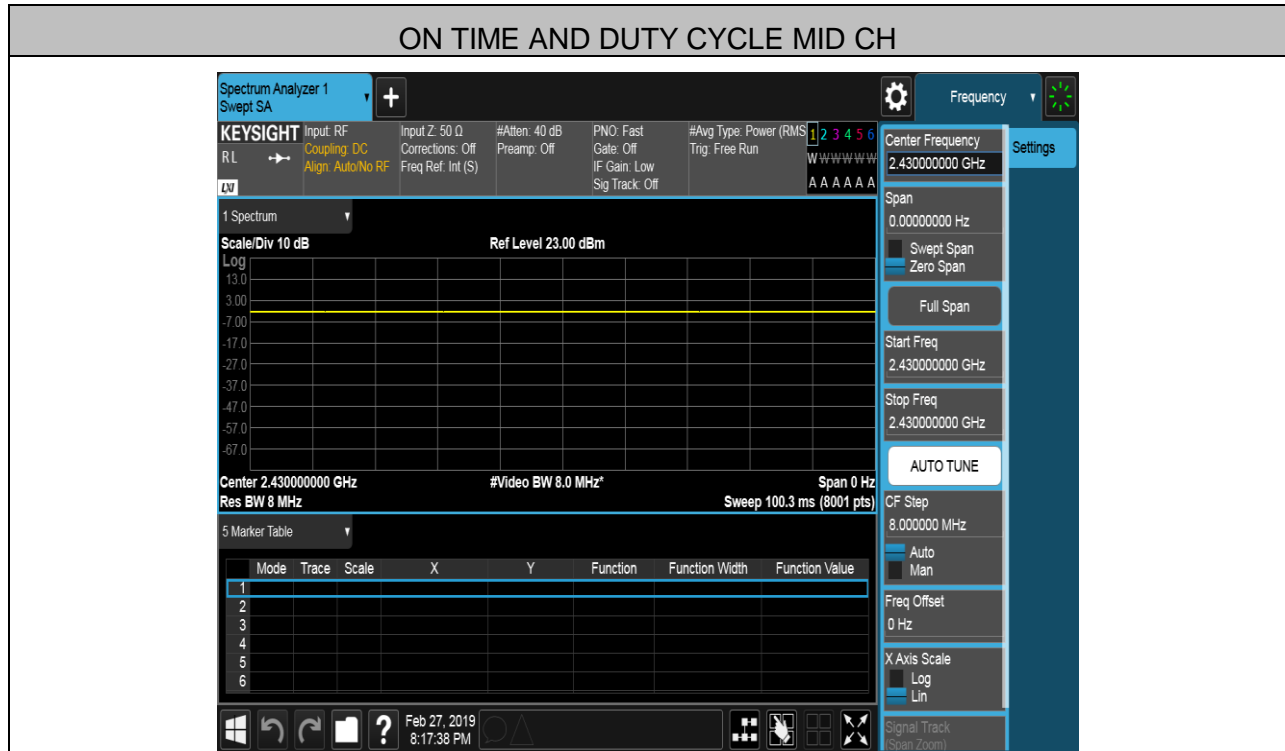 ON TIME AND DUTY CYCLE MID CH
Spectrum Analyzer 1
Swept SA
Frequency
KEYSIGHT
RL
LXI
Input: RF
Coupling: DC
Align: Auto/No RF
Input Z: 50 Ω
Corrections: Off
Freq Ref: Int (S)
#Atten: 40 dB
Preamp: Off
PNO: Fast
Gate: Off
IF Gain: Low
Sig Track: Off
#Avg Type: Power (RMS
Trig: Free Run
1 2 3 4 5 6
W W W W W W
A A A A A A
Center Frequency
2.430000000 GHz
Settings
Span
0.00000000 Hz
Swept Span
Zero Span
Full Span
Start Freq
2.430000000 GHz
Stop Freq
2.430000000 GHz
AUTO TUNE
CF Step
8.000000 MHz
Auto
Man
Freq Offset
0 Hz
X Axis Scale
Log
Lin
Signal Track
(Span Zoom)
1 Spectrum
Scale/Div 10 dB
Ref Level 23.00 dBm
Log
13.0
3.00
-7.00
-17.0
-27.0
-37.0
-47.0
-57.0
-67.0
Center 2.430000000 GHz
#Video BW 8.0 MHz*
Span 0 Hz
Res BW 8 MHz
Sweep 100.3 ms (8001 pts)
5 Marker Table
Mode Trace Scale X Y Function Function Width Function Value
1
2
3
4
5
6
?
Feb 27, 2019
8:17:38 PM